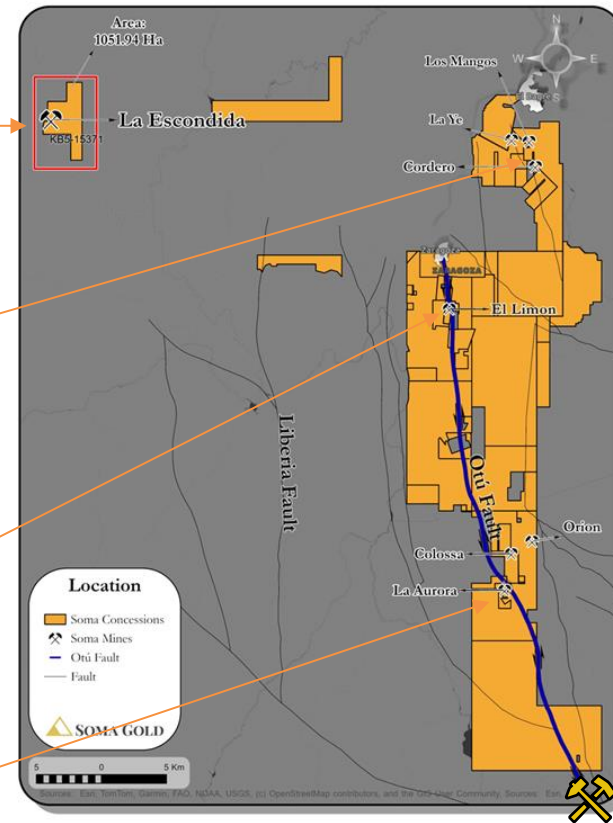 Area:
1051.94 Ha
N
W
E
S
Los Mangos
La Escondida
KB5-15371
La Ye
Cordero
Zaragoza
ZARAGOZA
El Limon
Liberia Fault
Otú Fault
Orion
Colossa
La Aurora
Location
Soma Concessions
Soma Mines
Otú Fault
Fault
SOMA GOLD
5 0 5 Km
Sources: Esri, TomTom, Garmin, FAO, NOAA, USGS, (c) OpenStreetMap contributors, and the GIS User Community, Sources: Esri,